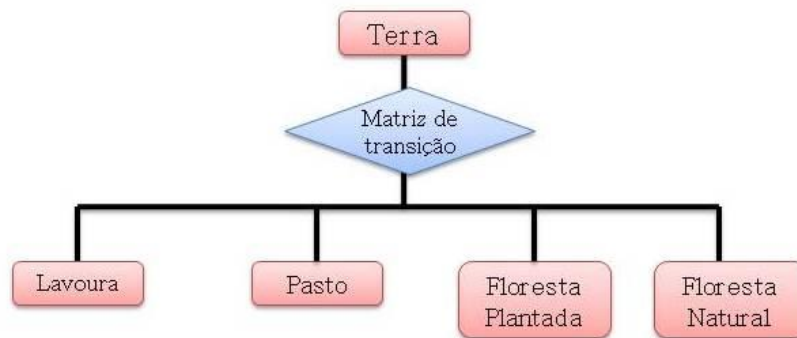 Terra
Matriz de
transição
Lavoura
Pasto
Floresta
Plantada
Floresta
Natural